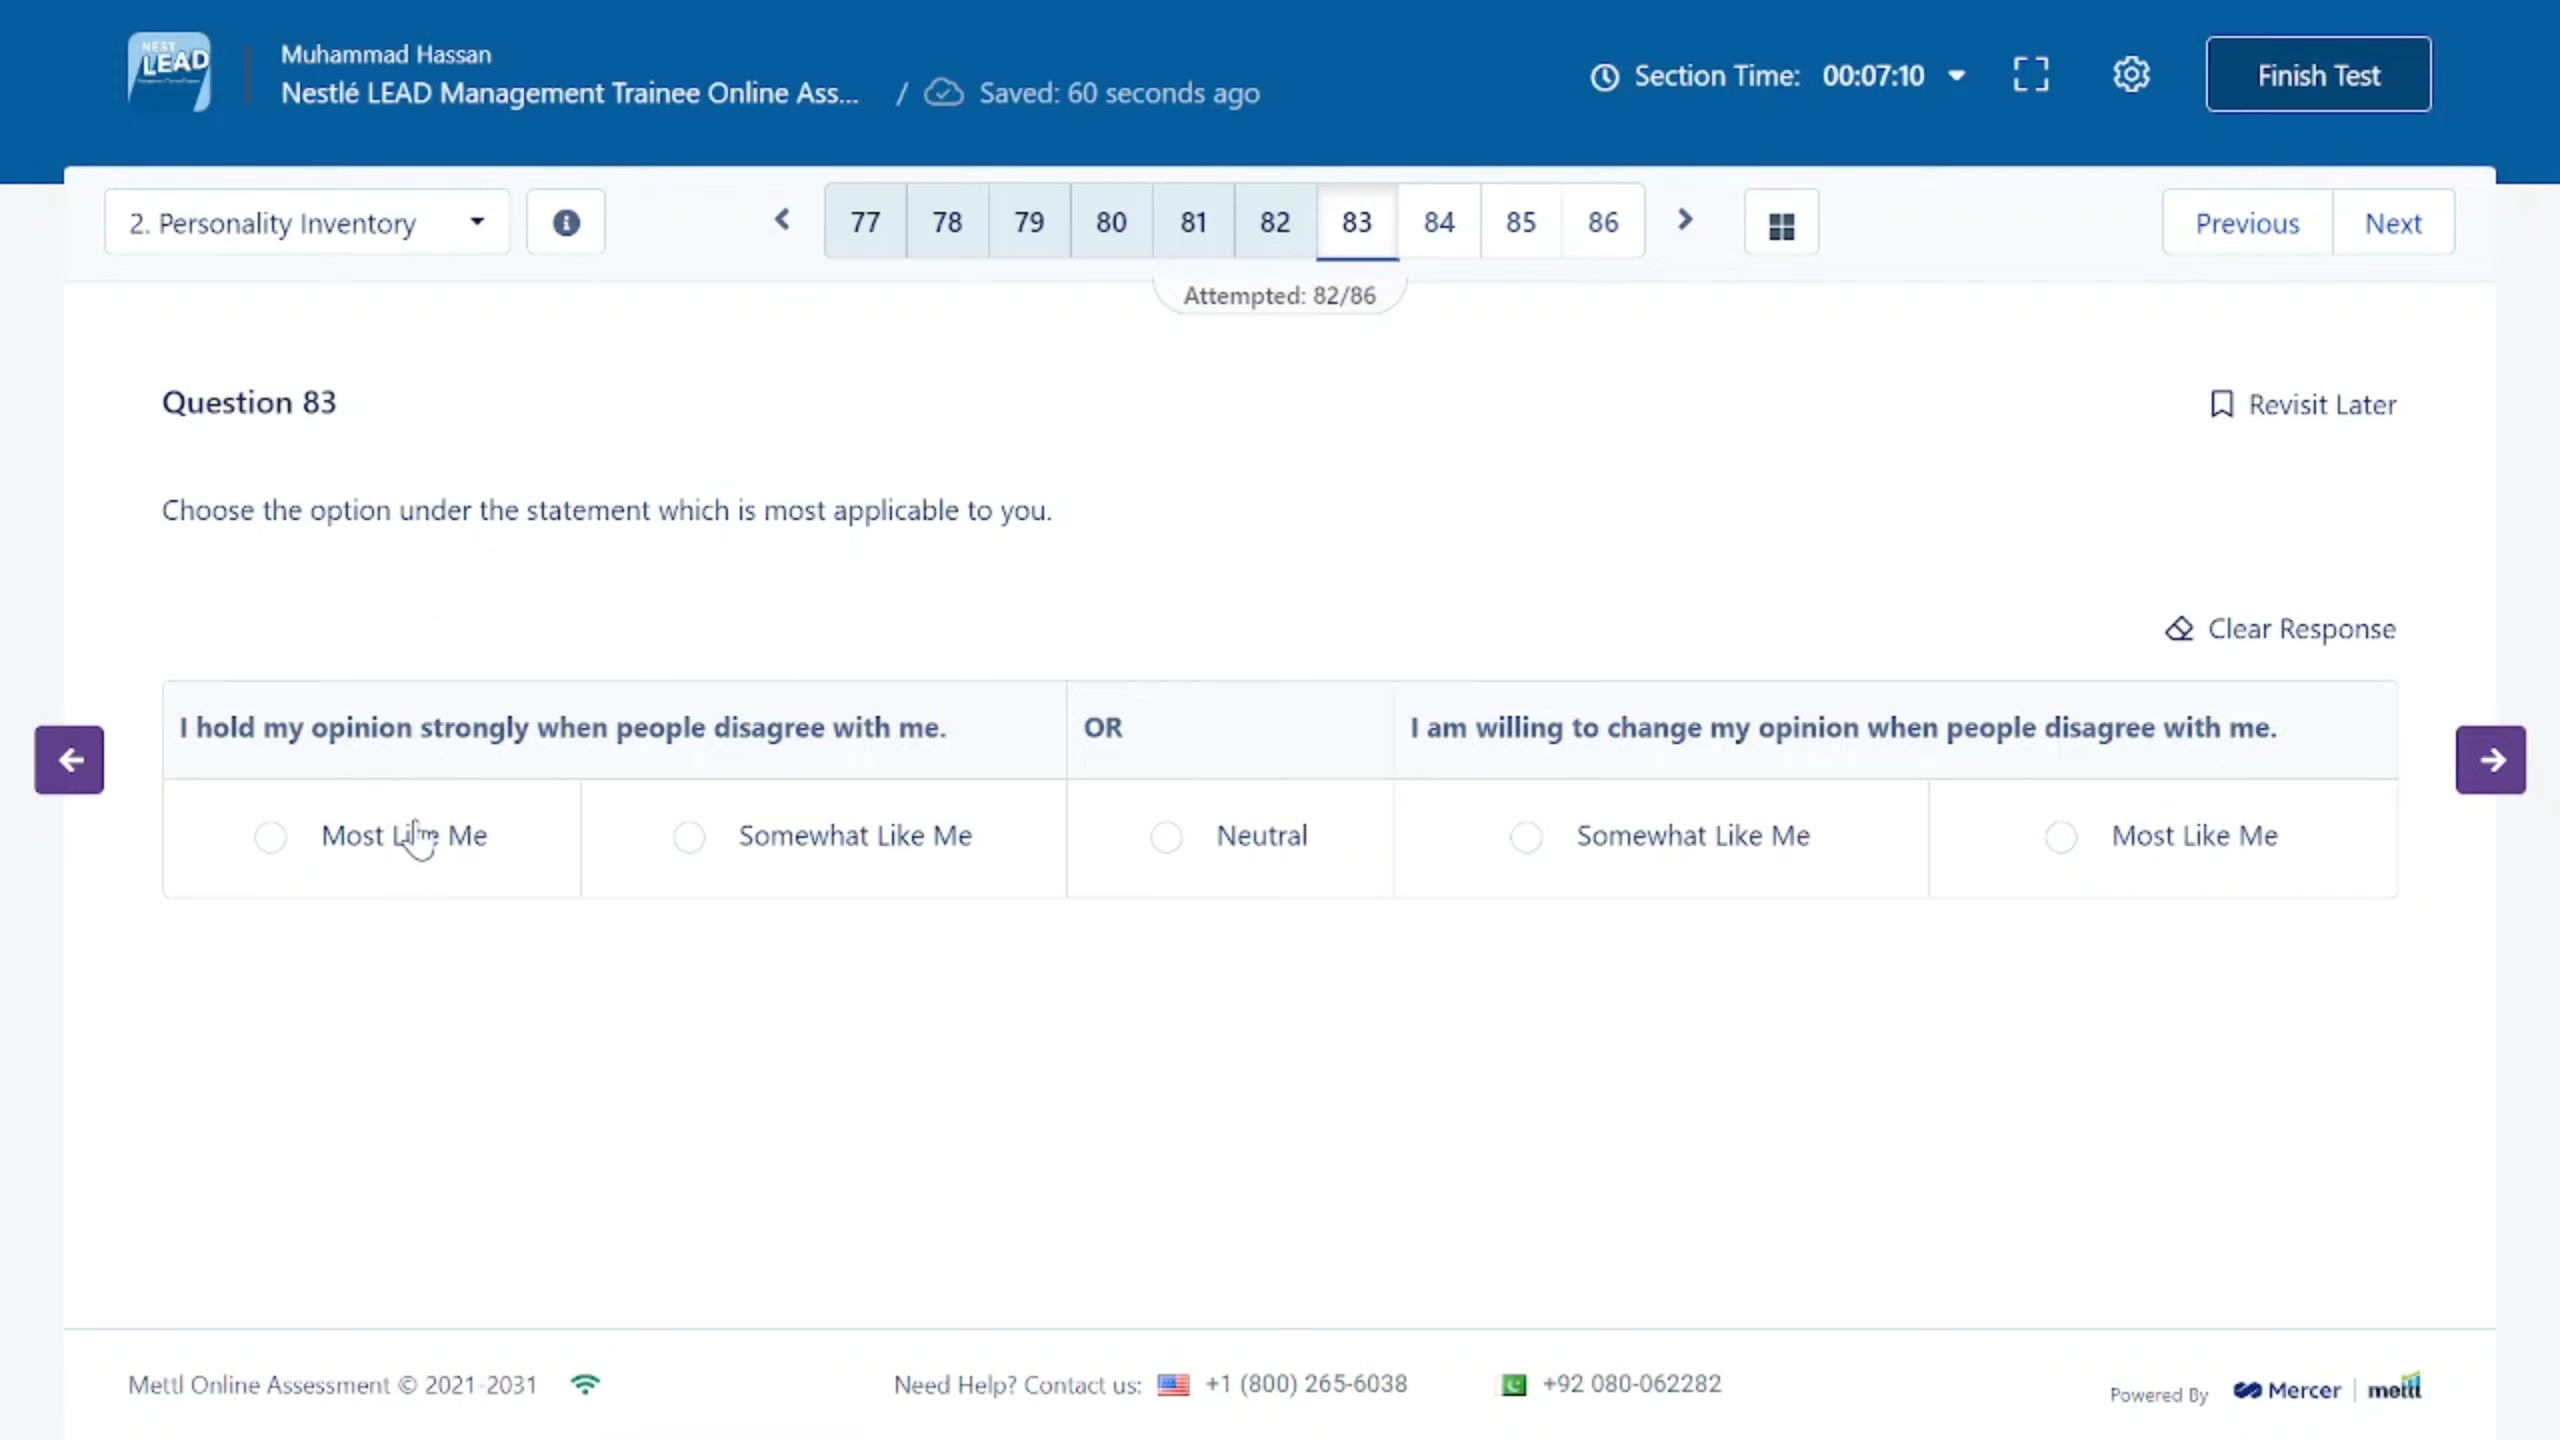 NEST
LEAD
Muhammad Hassan
Nestlé LEAD Management Trainee Online Ass... / Saved: 60 seconds ago
Section Time: 00:07:10
Finish Test
2. Personality Inventory
77 78 79 80 81 82 83 84 85 86
Previous Next
Attempted: 82/86
Question 83
Revisit Later
Choose the option under the statement which is most applicable to you.
Clear Response
I hold my opinion strongly when people disagree with me. OR I am willing to change my opinion when people disagree with me.
Most Like Me Somewhat Like Me Neutral Somewhat Like Me Most Like Me
Mettl Online Assessment © 2021-2031 Need Help? Contact us: +1 (800) 265-6038 +92 080-062282 Powered By Mercer | mettl